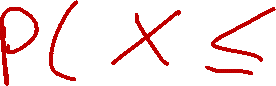 P( X ≤